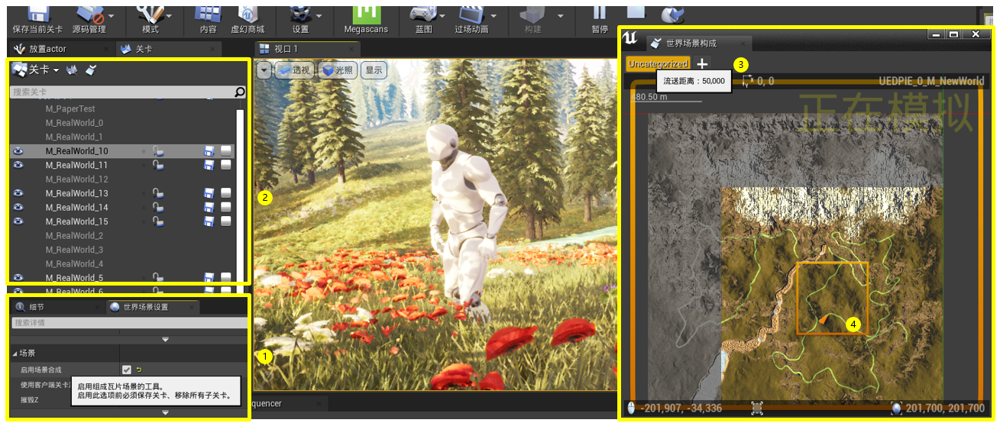 保存当前关卡
源码管理
模式
内容
虚幻商城
设置
Megascans
蓝图
过场动画
构建
暂停
放置actor
关卡
视口 1
关卡
搜索关卡
M_PaperTest
M_RealWorld_0
M_RealWorld_1
M_RealWorld_10
M_RealWorld_11
M_RealWorld_12
M_RealWorld_13
M_RealWorld_14
M_RealWorld_15
M_RealWorld_2
M_RealWorld_3
M_RealWorld_4
M_RealWorld_5
M_RealWorld_6
细节
世界场景设置
搜索详情
场景
启用场景合成
使用客户端关卡
摧毁Z
启用组成瓦片场景的工具。
启用此选项前必须保存关卡、移除所有子关卡。
透视
光照
显示
2
1
quencer
世界场景构成
Uncategorized
3
流送距离：50,000
X
Y
0, 0
UEDPIE_0_M_NewWorld
480.50 m
正在模拟
4
-201,907, -34,336
201,700, 201,700